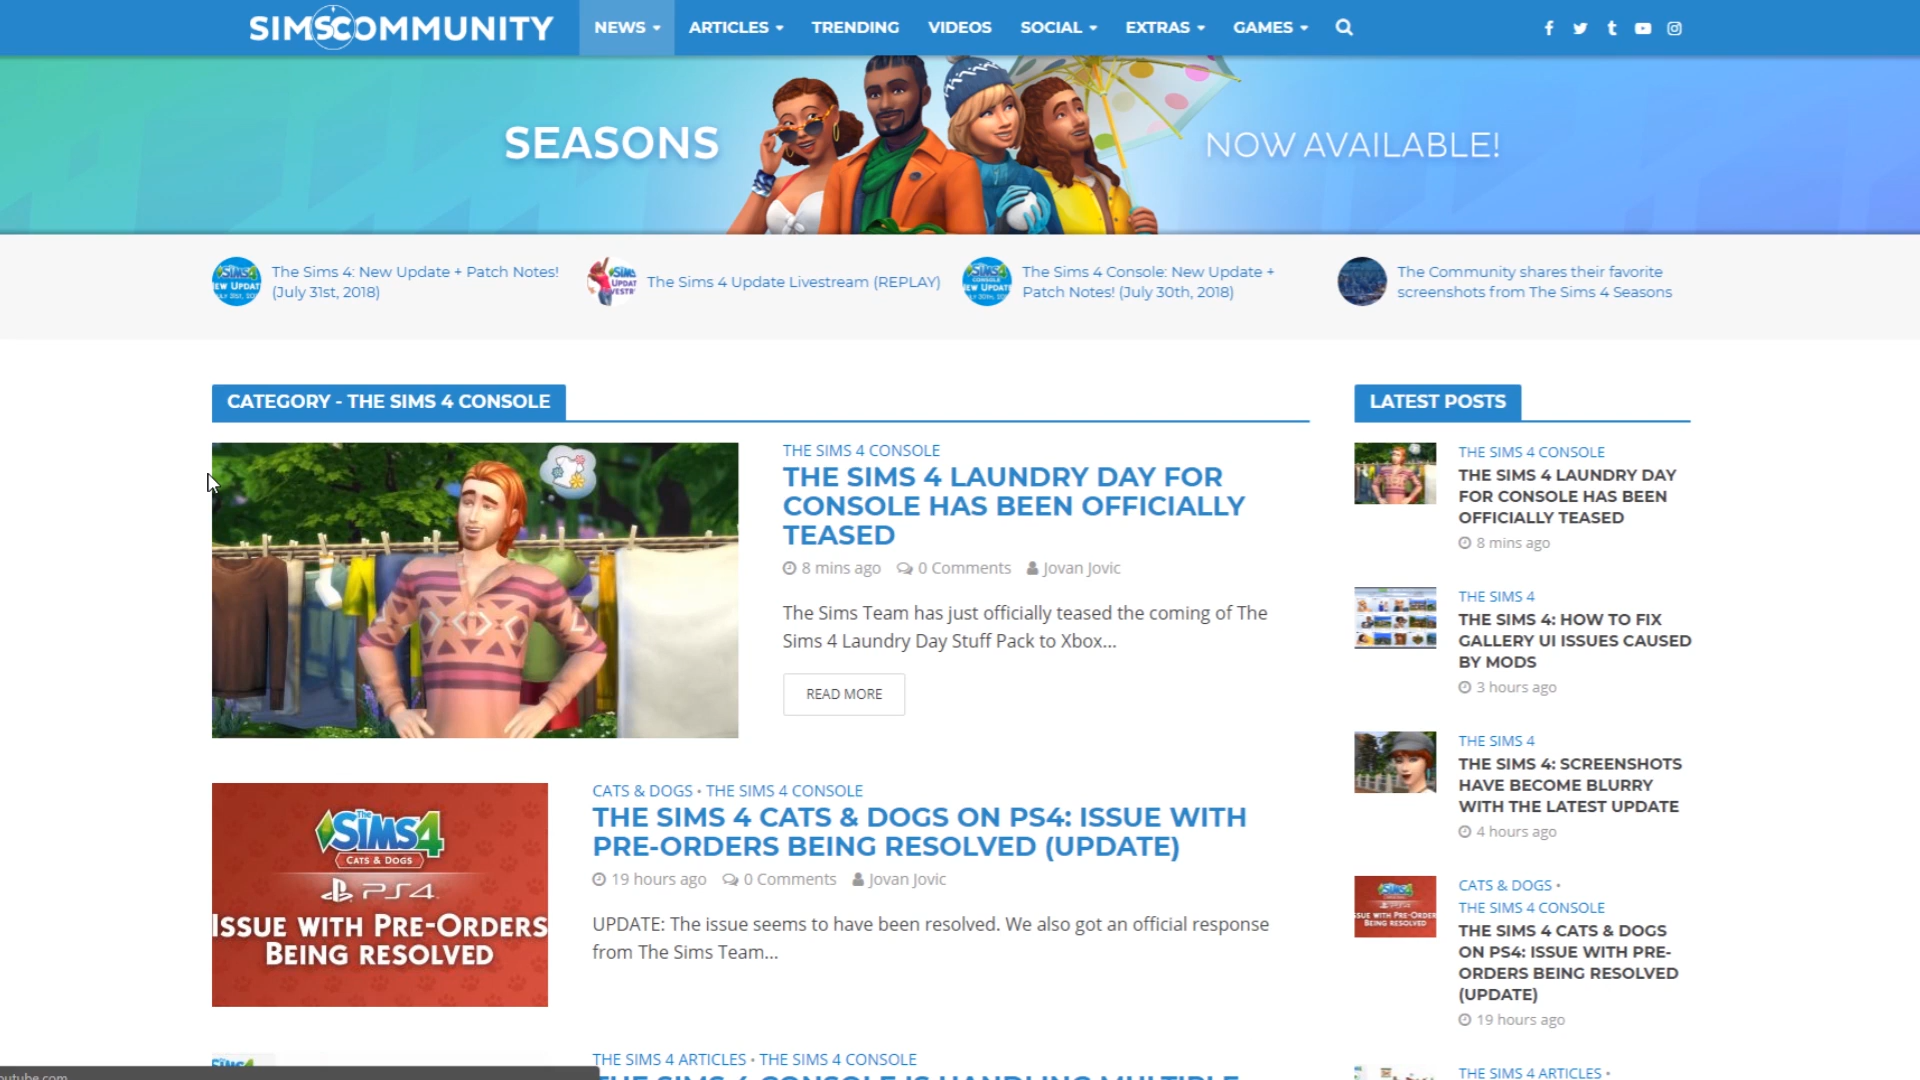 SIMSCOMMUNITY
NEWS ARTICLES TRENDING VIDEOS SOCIAL EXTRAS GAMES
SEASONS
NOW AVAILABLE!
The Sims 4: New Update + Patch Notes!
(July 31st, 2018)
The Sims 4 Update Livestream (REPLAY)
The Sims 4 Console: New Update +
Patch Notes! (July 30th, 2018)
The Community shares their favorite
screenshots from The Sims 4 Seasons
CATEGORY - THE SIMS 4 CONSOLE
THE SIMS 4 CONSOLE
THE SIMS 4 LAUNDRY DAY FOR
CONSOLE HAS BEEN OFFICIALLY
TEASED
8 mins ago 0 Comments Jovan Jovic
The Sims Team has just officially teased the coming of The
Sims 4 Laundry Day Stuff Pack to Xbox...
READ MORE
The SIMS 4
CATS & DOGS
PS4
ISSUE WITH PRE-ORDERS
BEING RESOLVED
CATS & DOGS • THE SIMS 4 CONSOLE
THE SIMS 4 CATS & DOGS ON PS4: ISSUE WITH
PRE-ORDERS BEING RESOLVED (UPDATE)
19 hours ago 0 Comments Jovan Jovic
UPDATE: The issue seems to have been resolved. We also got an official response
from The Sims Team...
THE SIMS 4 ARTICLES • THE SIMS 4 CONSOLE
THE SIMS 4 CONSOLE IS HANDLING MULTIPLE
LATEST POSTS
THE SIMS 4 CONSOLE
THE SIMS 4 LAUNDRY DAY
FOR CONSOLE HAS BEEN
OFFICIALLY TEASED
8 mins ago
THE SIMS 4
THE SIMS 4: HOW TO FIX
GALLERY UI ISSUES CAUSED
BY MODS
3 hours ago
THE SIMS 4
THE SIMS 4: SCREENSHOTS
HAVE BECOME BLURRY
WITH THE LATEST UPDATE
4 hours ago
CATS & DOGS •
THE SIMS 4 CONSOLE
THE SIMS 4 CATS & DOGS
ON PS4: ISSUE WITH PRE-
ORDERS BEING RESOLVED
(UPDATE)
19 hours ago
THE SIMS 4 ARTICLES •